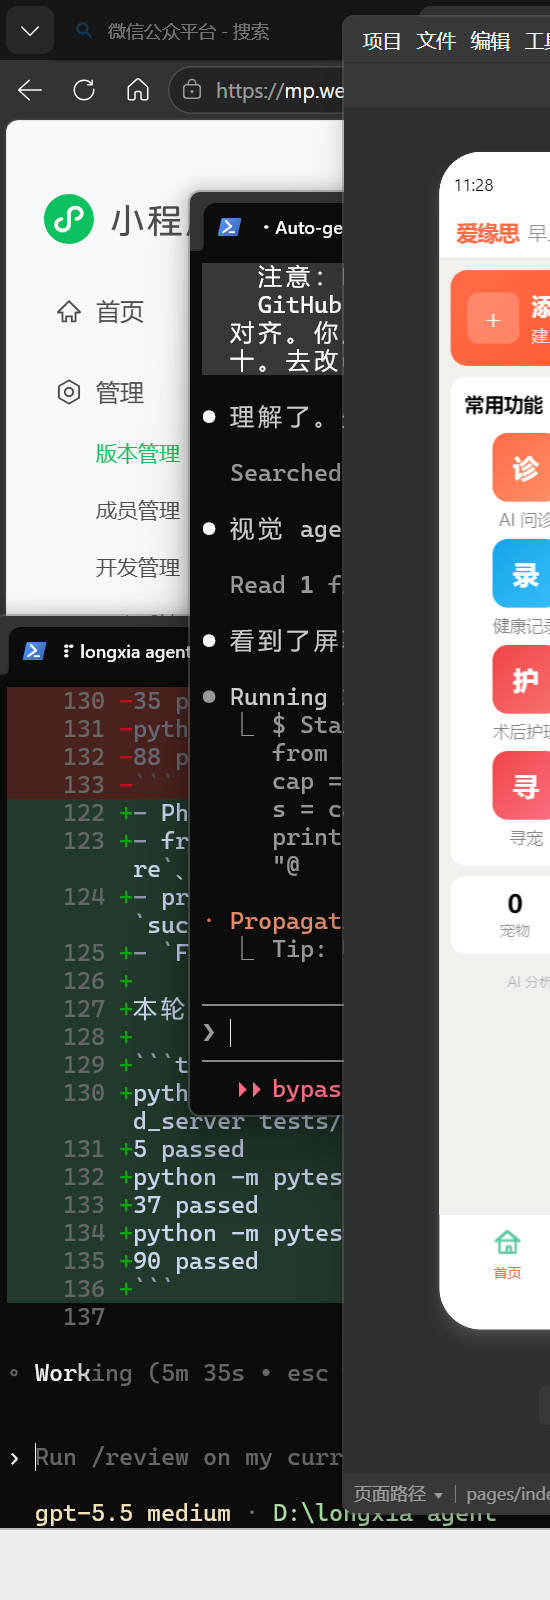 微信公众平台 - 搜索
https://mp.we
小程
首页
管理
版本管理
成员管理
开发管理
项目 文件 编辑 工具
11:28
爱缘思 早
添
建
常用功能
诊
AI 问诊
录
健康记录
护
术后护理
寻
寻宠
0
宠物
AI 分析
首页
页面路径 pages/inde
· Auto-ge
注意：
GitHub
对齐。你
十。去改
理解了。
Searched
视觉 age
Read 1 f
看到了屏
Running
$ Sta
from
cap =
s = ca
print
"@
· Propagat
Tip:
❯
bypas
longxia agent
130 -35 p
131 -pyth
132 -88 p
133 -```
122 +- Ph
123 +- fr
re`、
124 +- pr
`suc
125 +- `F
126 +
127 +本轮
128 +
129 +```t
130 +pyth
d_server tests/
131 +5 passed
132 +python -m pytes
133 +37 passed
134 +python -m pytes
135 +90 passed
136 +```
137
Working (5m 35s • esc
› Run /review on my curr
gpt-5.5 medium · D:\longxia agent